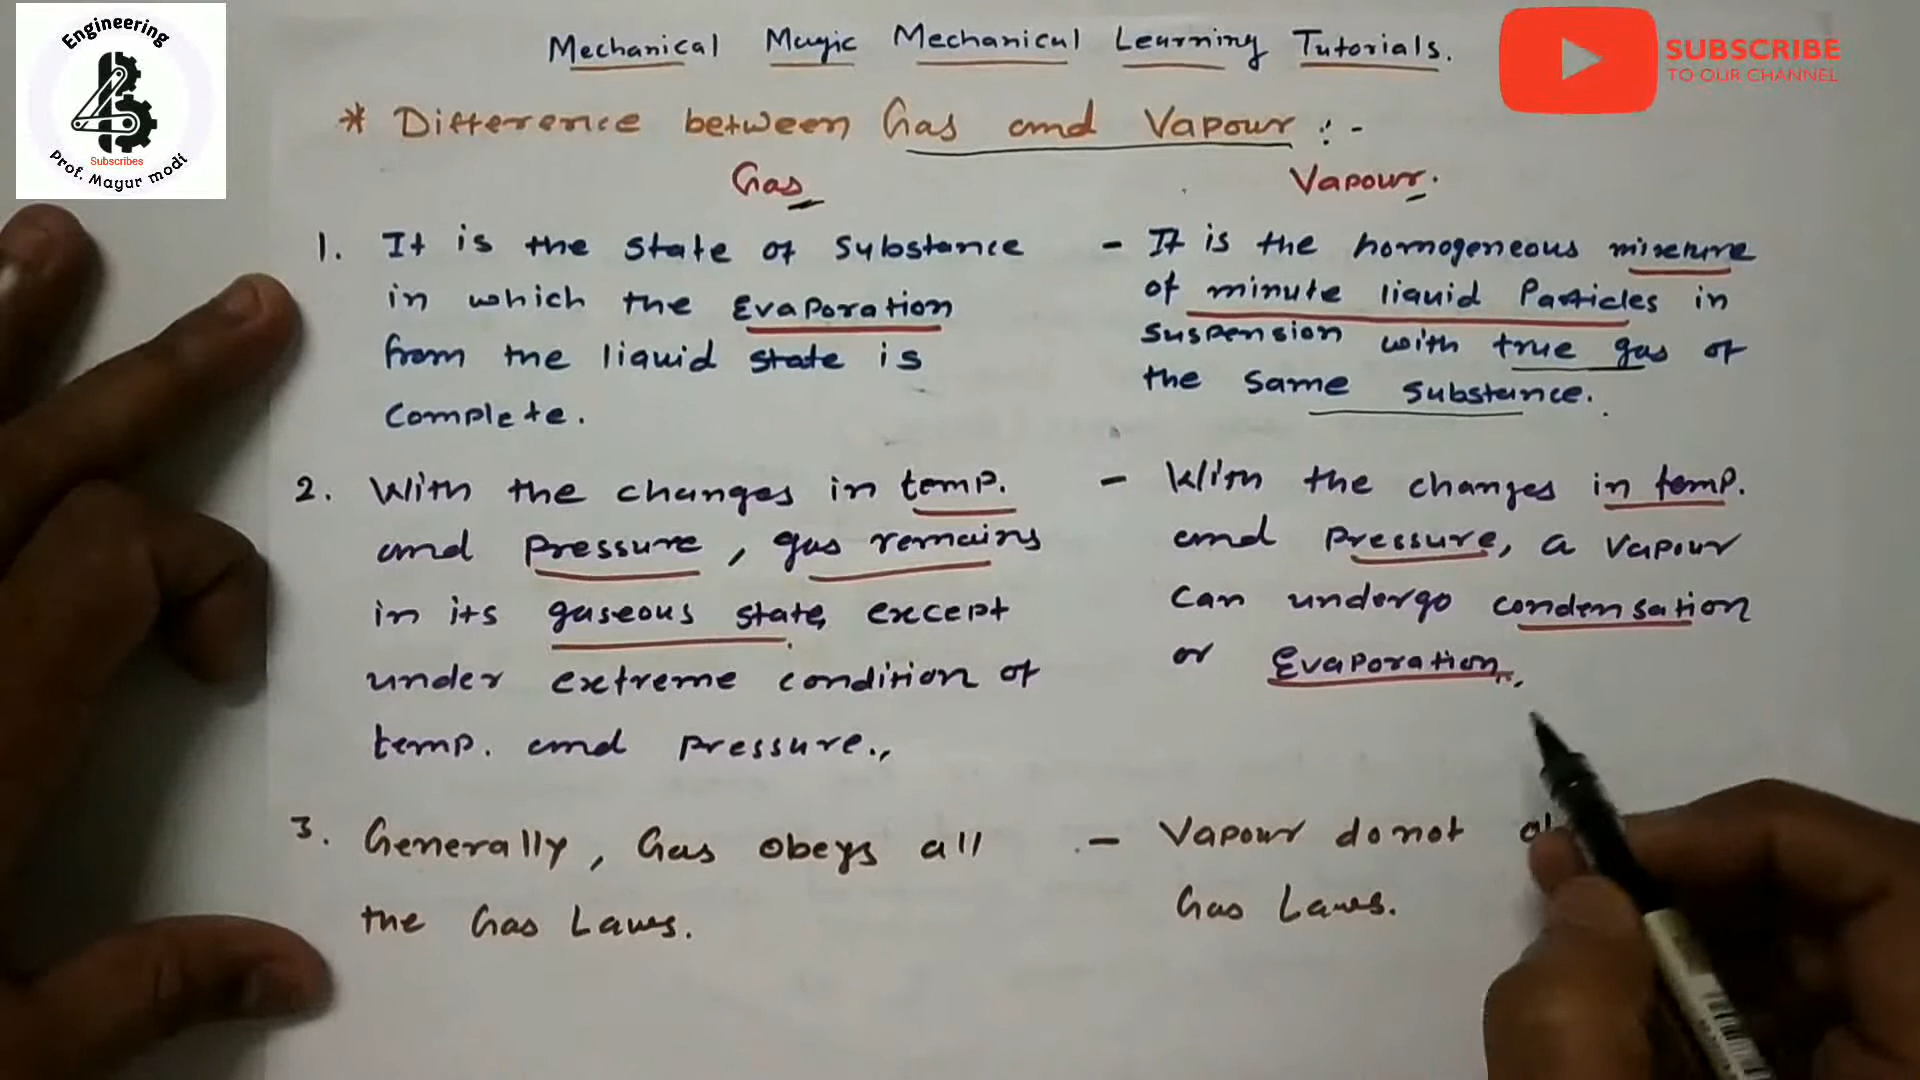 Engineering
Subscribes
Prof. Mayur modi
SUBSCRIBE
TO OUR CHANNEL
Mechanical Magic Mechanical Learning Tutorials.
* Difference between Gas and Vapour :-
Gas
1. It is the state of substance
in which the Evaporation
from the liquid state is
complete.
2. With the changes in temp.
and pressure, gas remains
in its gaseous state, except
under extreme condition of
temp. and pressure.,
3. Generally, Gas obeys all
the Gas Laws.
Vapour.
- It is the homogeneous mixture
of minute liquid Particles in
suspension with true gas of
the same substance.
- With the changes in temp.
and Pressure, a vapour
can undergo condensation
or Evaporation.
- Vapour do not
Gas Laws.